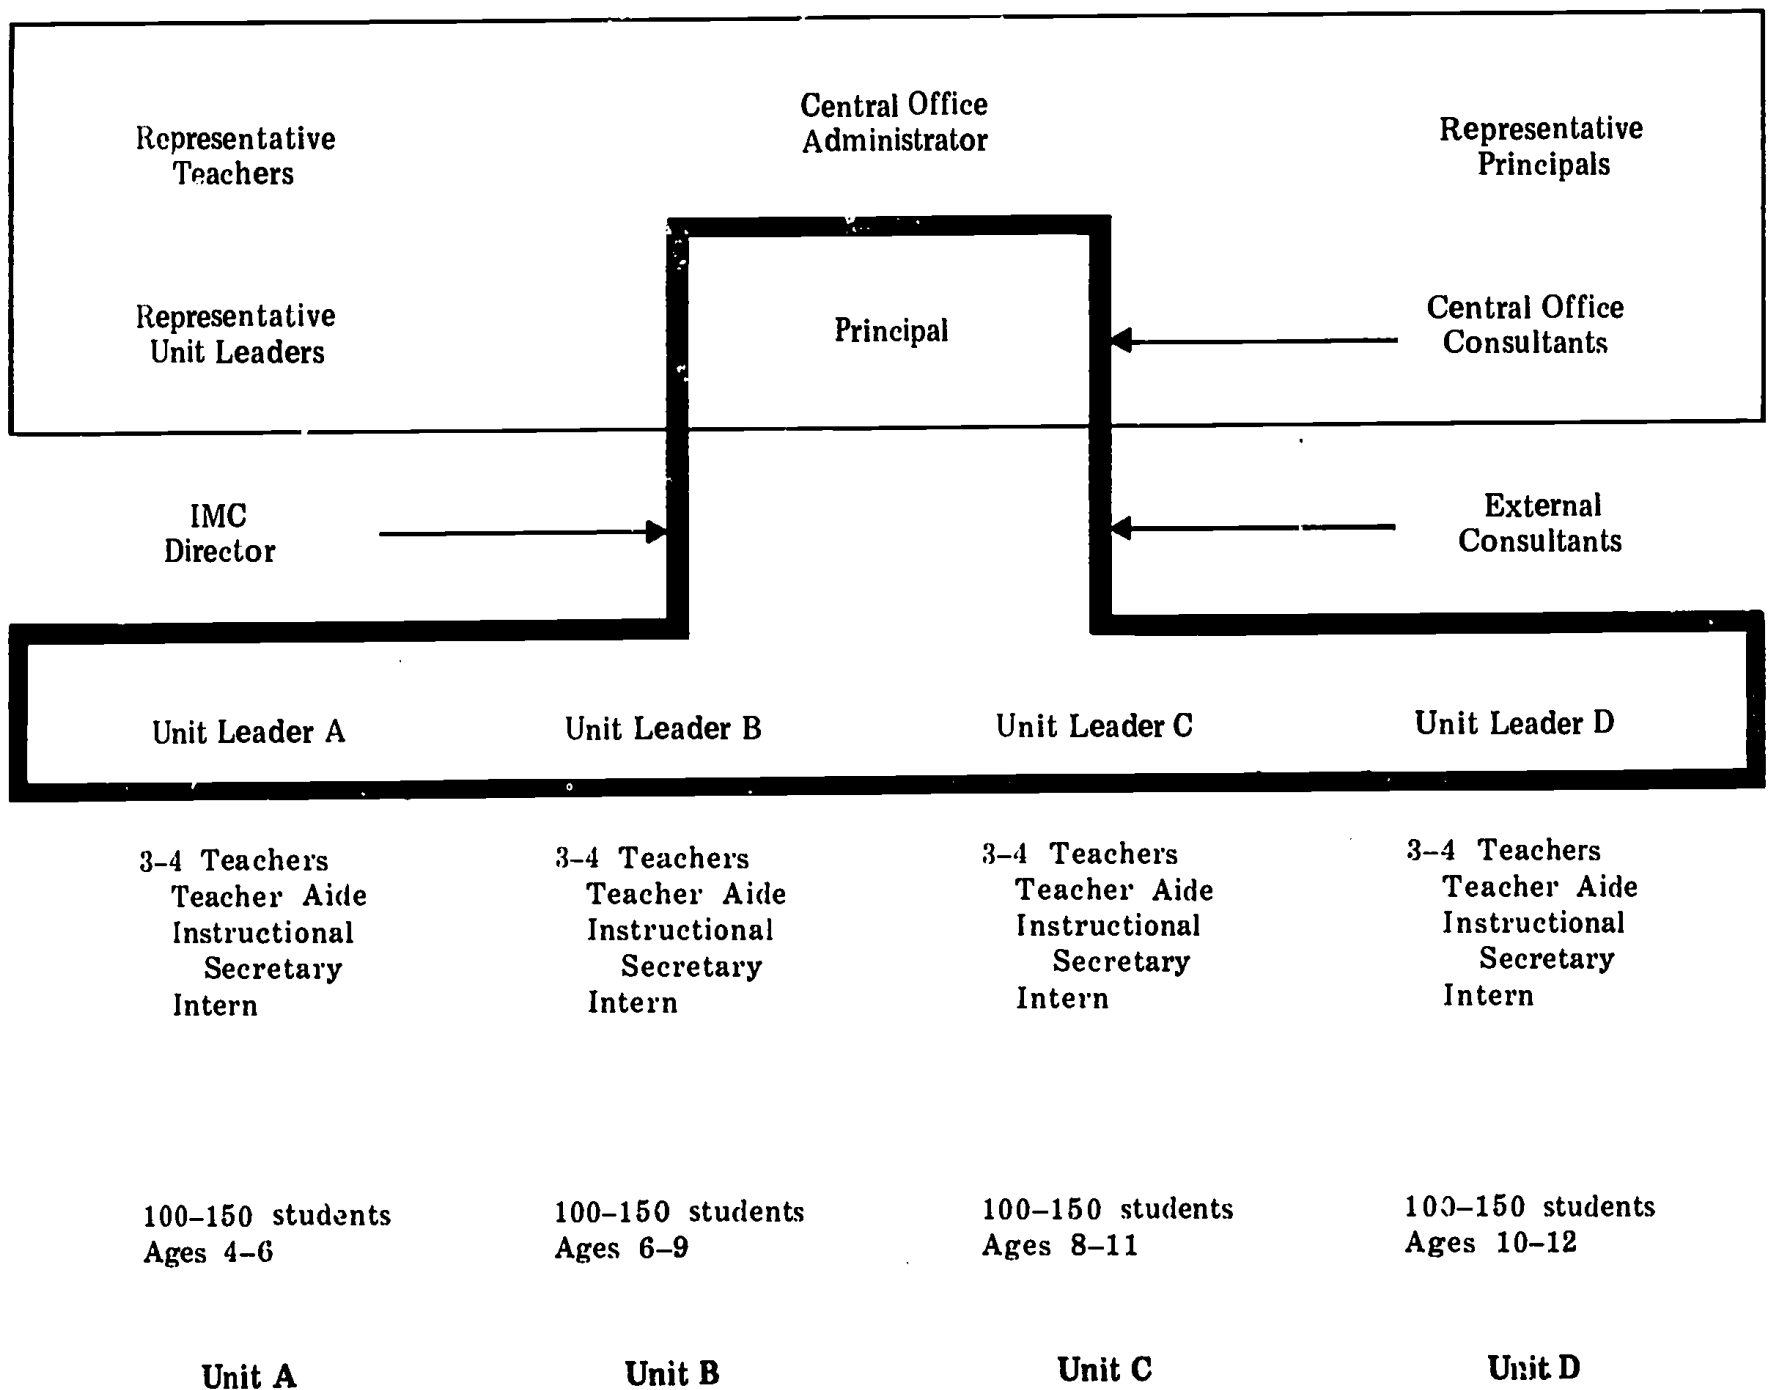 Central Office
Administrator
Representative
Teachers
Representative
Principals
Representative
Unit Leaders
Principal
Central Office
Consultants
IMC
Director
External
Consultants
Unit Leader A
Unit Leader B
Unit Leader C
Unit Leader D
3–4 Teachers
Teacher Aide
Instructional
Secretary
Intern
3–4 Teachers
Teacher Aide
Instructional
Secretary
Intern
3–4 Teachers
Teacher Aide
Instructional
Secretary
Intern
3–4 Teachers
Teacher Aide
Instructional
Secretary
Intern
100–150 students
Ages 4–6
100–150 students
Ages 6–9
100–150 students
Ages 8–11
100–150 students
Ages 10–12
Unit A
Unit B
Unit C
Unit D